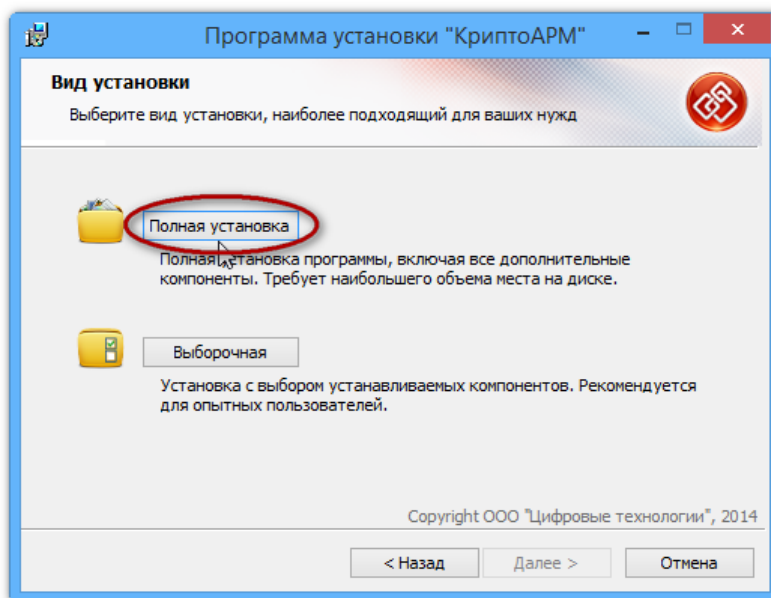 Программа установки "КриптоАРМ"
Вид установки
Выберите вид установки, наиболее подходящий для ваших нужд
Полная установка
Полная установка программы, включая все дополнительные
компоненты. Требует наибольшего объема места на диске.
Выборочная
Установка с выбором устанавливаемых компонентов. Рекомендуется
для опытных пользователей.
Copyright ООО "Цифровые технологии", 2014
< Назад
Далее >
Отмена